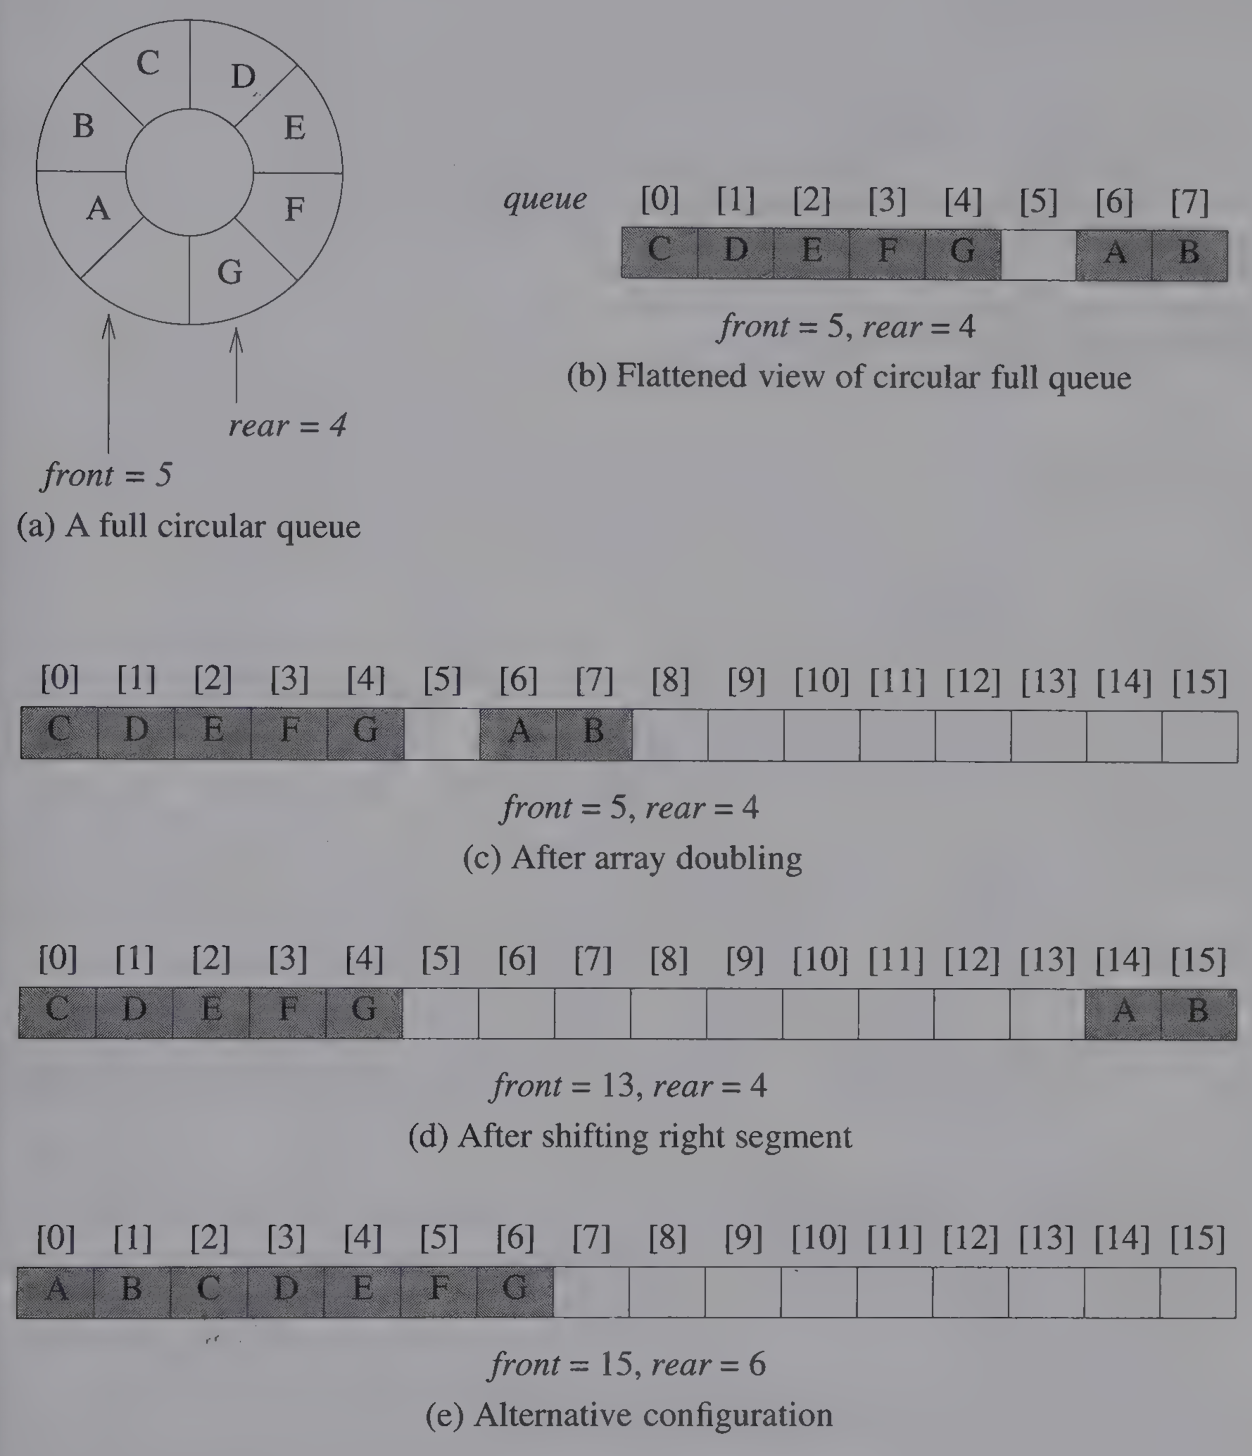 C D
B E
A F
G
rear = 4
front = 5
(a) A full circular queue
queue [0] [1] [2] [3] [4] [5] [6] [7]
C D E F G A B
front = 5, rear = 4
(b) Flattened view of circular full queue
[0] [1] [2] [3] [4] [5] [6] [7] [8] [9] [10] [11] [12] [13] [14] [15]
C D E F G A B
front = 5, rear = 4
(c) After array doubling
[0] [1] [2] [3] [4] [5] [6] [7] [8] [9] [10] [11] [12] [13] [14] [15]
C D E F G A B
front = 13, rear = 4
(d) After shifting right segment
[0] [1] [2] [3] [4] [5] [6] [7] [8] [9] [10] [11] [12] [13] [14] [15]
A B C D E F G
front = 15, rear = 6
(e) Alternative configuration